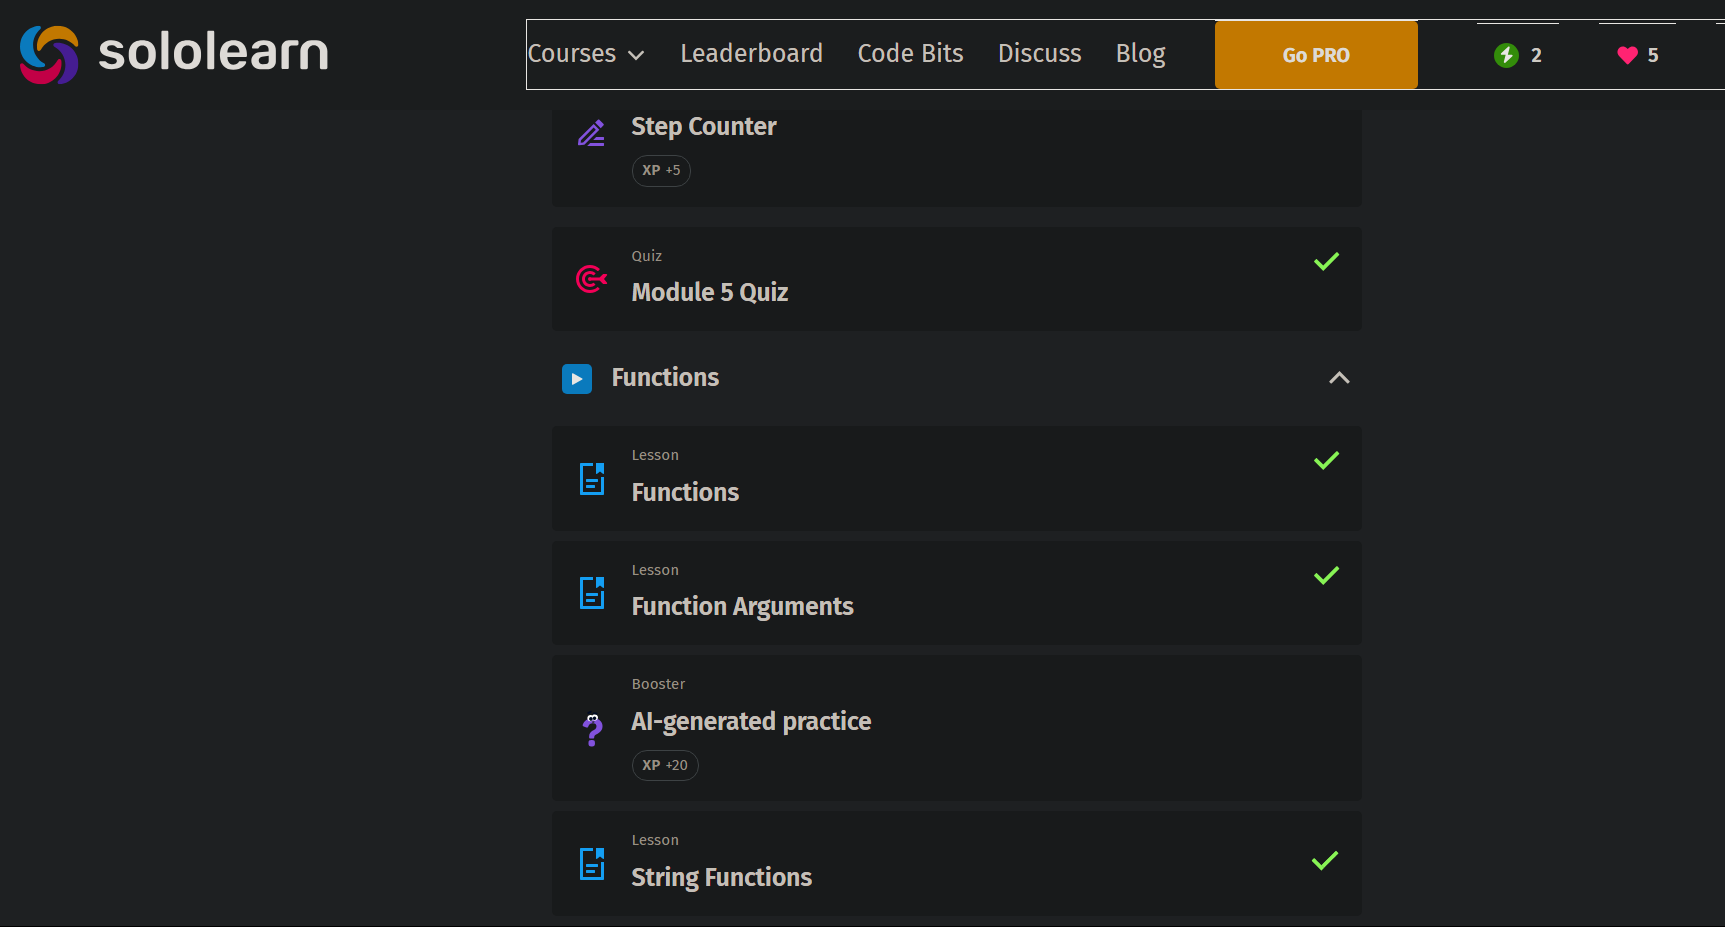 sololearn
Courses Leaderboard Code Bits Discuss Blog Go PRO 2 5
Step Counter
XP +5
Quiz
Module 5 Quiz
Functions
Lesson
Functions
Lesson
Function Arguments
Booster
AI-generated practice
XP +20
Lesson
String Functions